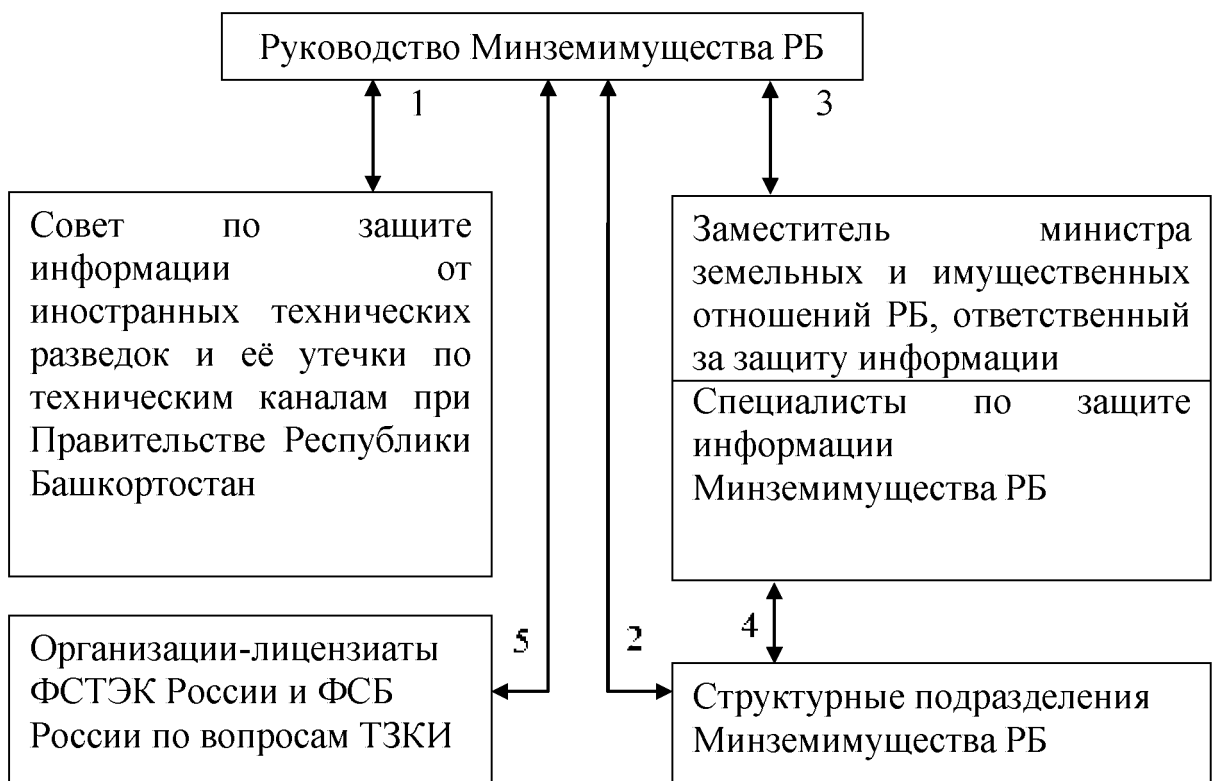 Руководство Минземимущества РБ
1
3
Совет по защите
информации от
иностранных технических
разведок и её утечки по
техническим каналам при
Правительстве Республики
Башкортостан
Заместитель министра
земельных и имущественных
отношений РБ, ответственный
за защиту информации
Специалисты по защите
информации
Минземимущества РБ
5
2
4
Организации-лицензиаты
ФСТЭК России и ФСБ
России по вопросам ТЗКИ
Структурные подразделения
Минземимущества РБ